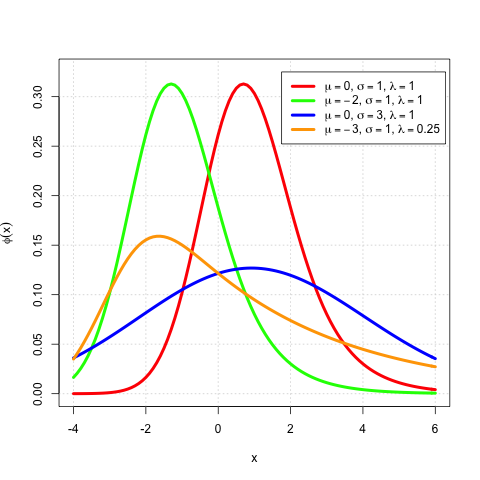 μ = 0, σ = 1, λ = 1
μ = −2, σ = 1, λ = 1
μ = 0, σ = 3, λ = 1
μ = −3, σ = 1, λ = 0.25
ϕ(x)
0.30
0.25
0.20
0.15
0.10
0.05
0.00
-4 -2 0 2 4 6
x